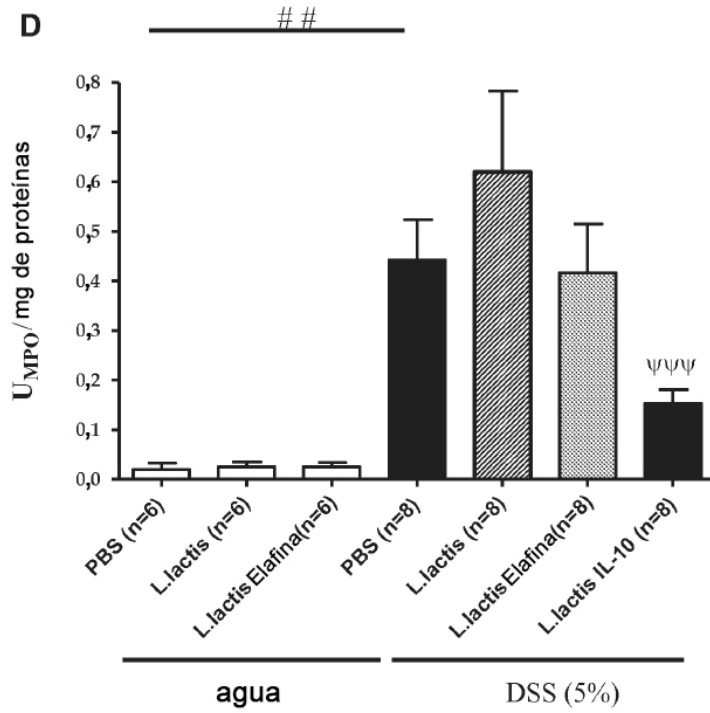 D
# #
U_MPO/mg de proteínas
0,8
0,7
0,6
0,5
0,4
0,3
0,2
0,1
0,0
ψψψ
PBS (n=6)
L.lactis (n=6)
L.lactis Elafina(n=6)
PBS (n=8)
L.lactis (n=8)
L.lactis Elafina(n=8)
L.lactis IL-10 (n=8)
agua
DSS (5%)